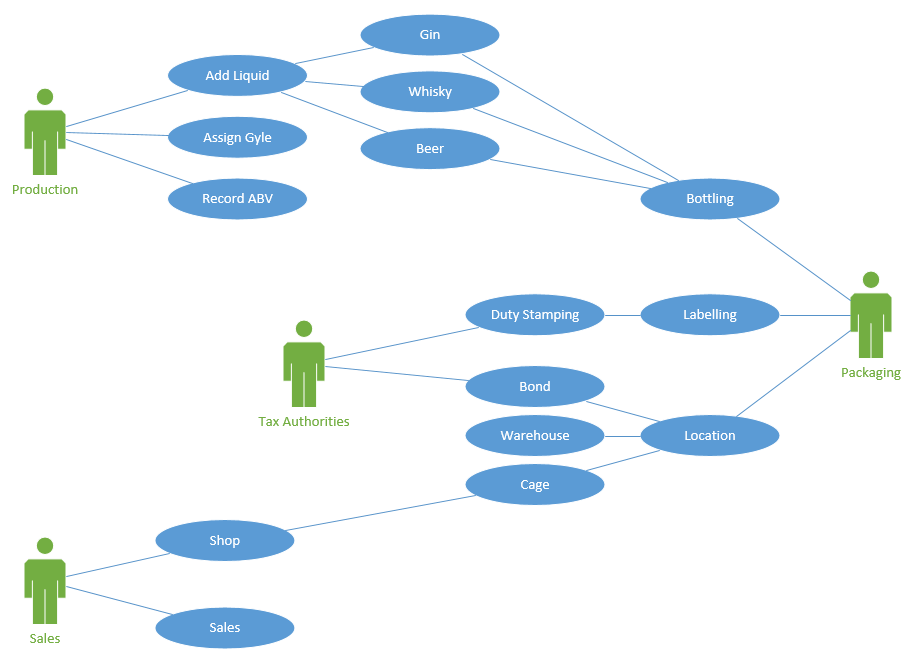 Gin
Add Liquid
Whisky
Assign Gyle
Beer
Production
Record ABV
Bottling
Duty Stamping
Labelling
Packaging
Bond
Tax Authorities
Warehouse
Location
Cage
Shop
Sales
Sales